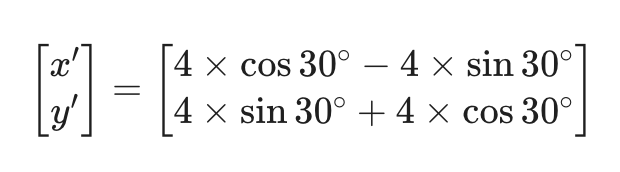 [x′] = [4 × cos 30° − 4 × sin 30°]
[y′] = [4 × sin 30° + 4 × cos 30°]